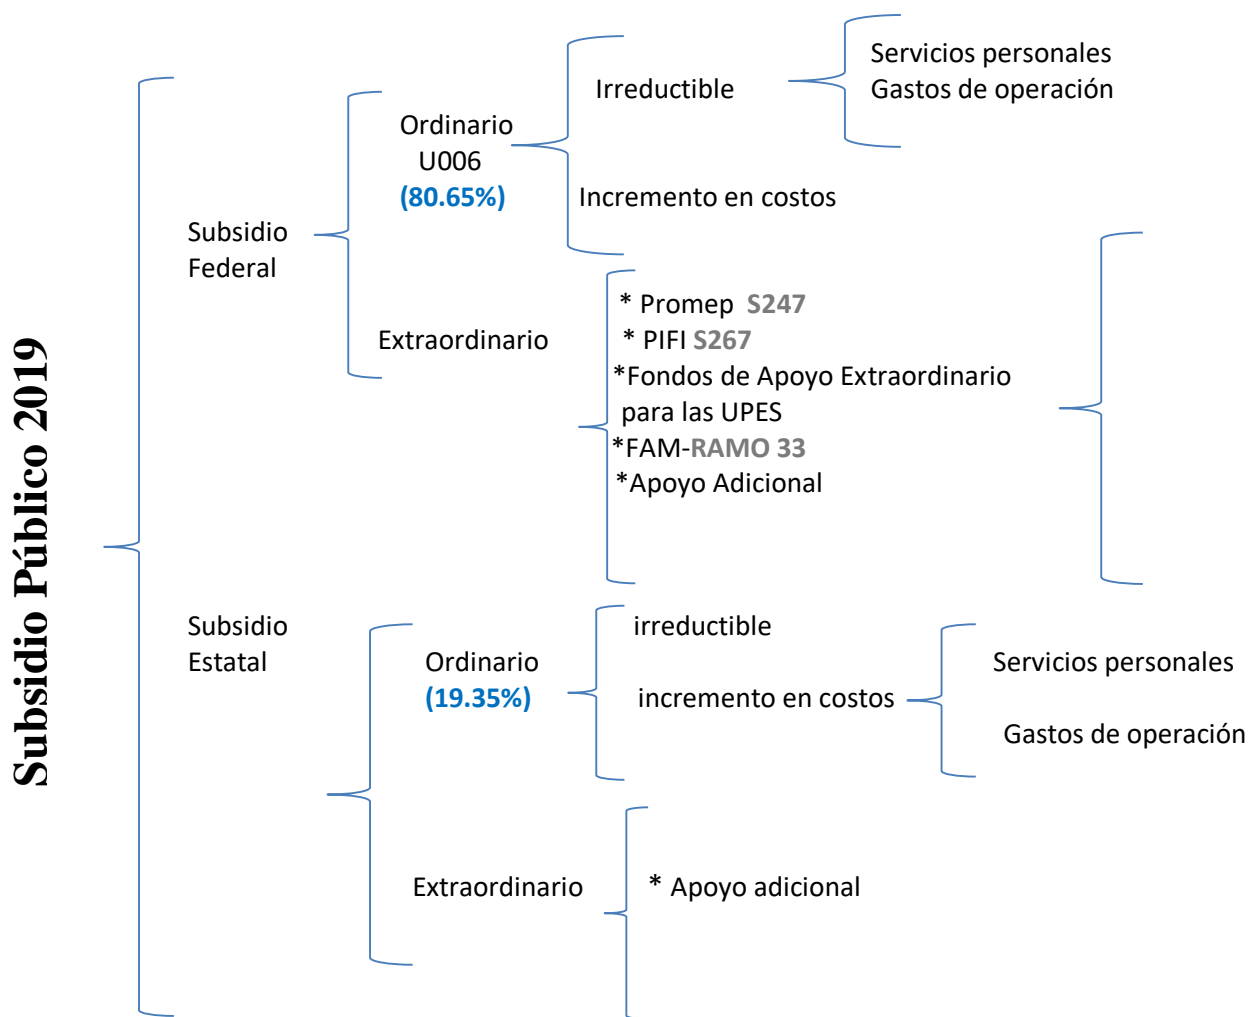 Subsidio Público 2019
Subsidio
Federal
Ordinario
U006
(80.65%)
Irreductible
Servicios personales
Gastos de operación
Incremento en costos
Extraordinario
* Promep S247
* PIFI S267
*Fondos de Apoyo Extraordinario
para las UPES
*FAM-RAMO 33
*Apoyo Adicional
Subsidio
Estatal
Ordinario
(19.35%)
irreductible
incremento en costos
Servicios personales
Gastos de operación
Extraordinario
* Apoyo adicional